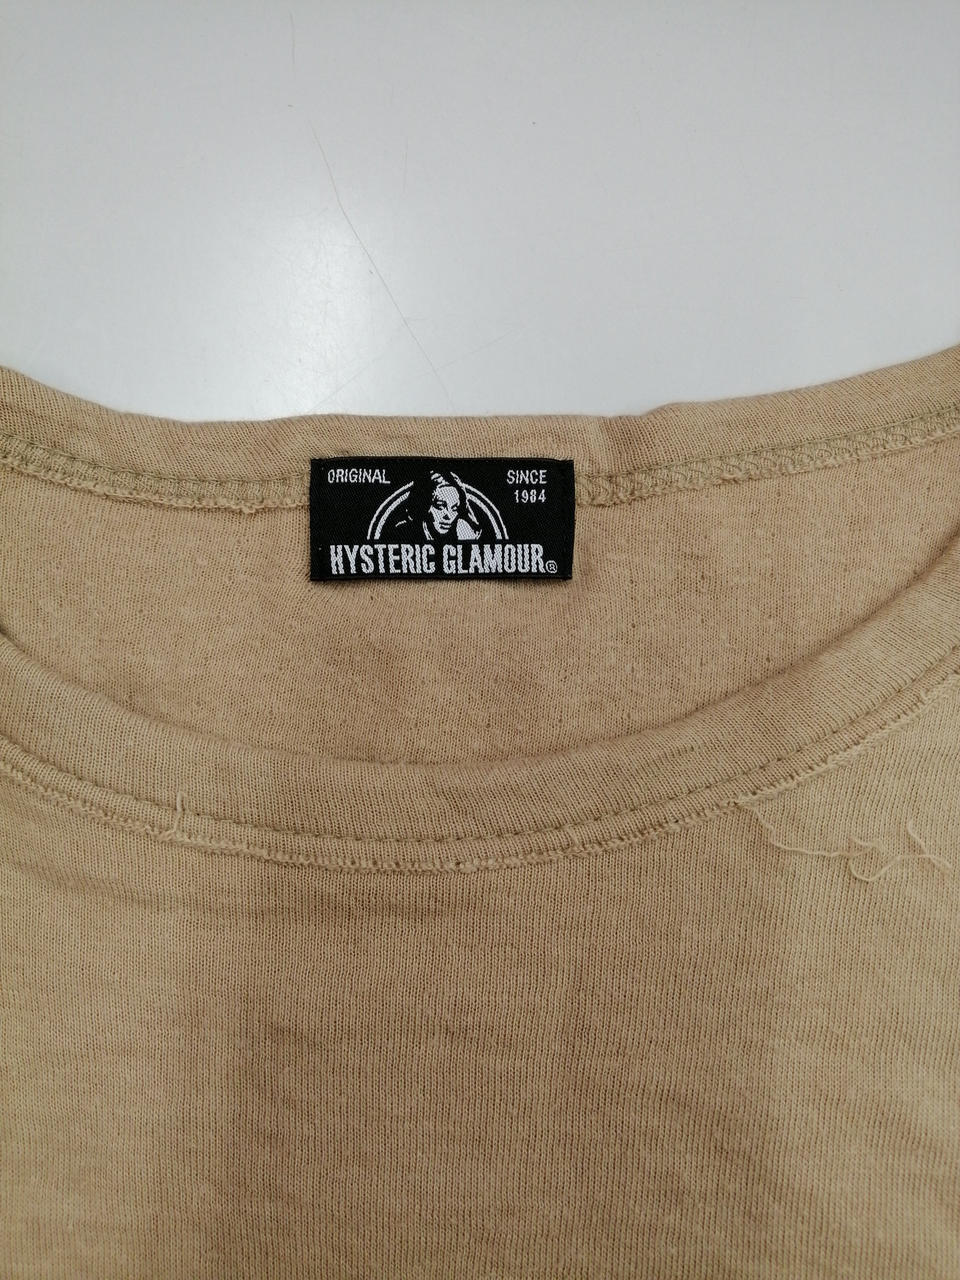 ORIGINAL SINCE
1984
HYSTERIC GLAMOUR®